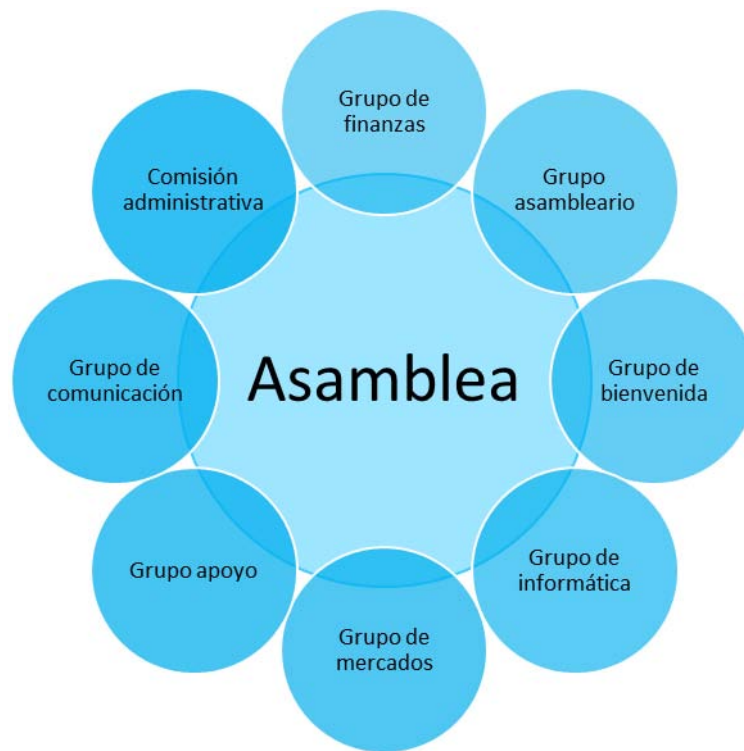 Grupo de
finanzas
Grupo
asambleario
Grupo de
bienvenida
Grupo de
informática
Grupo de
mercados
Grupo apoyo
Grupo de
comunicación
Comisión
administrativa
Asamblea